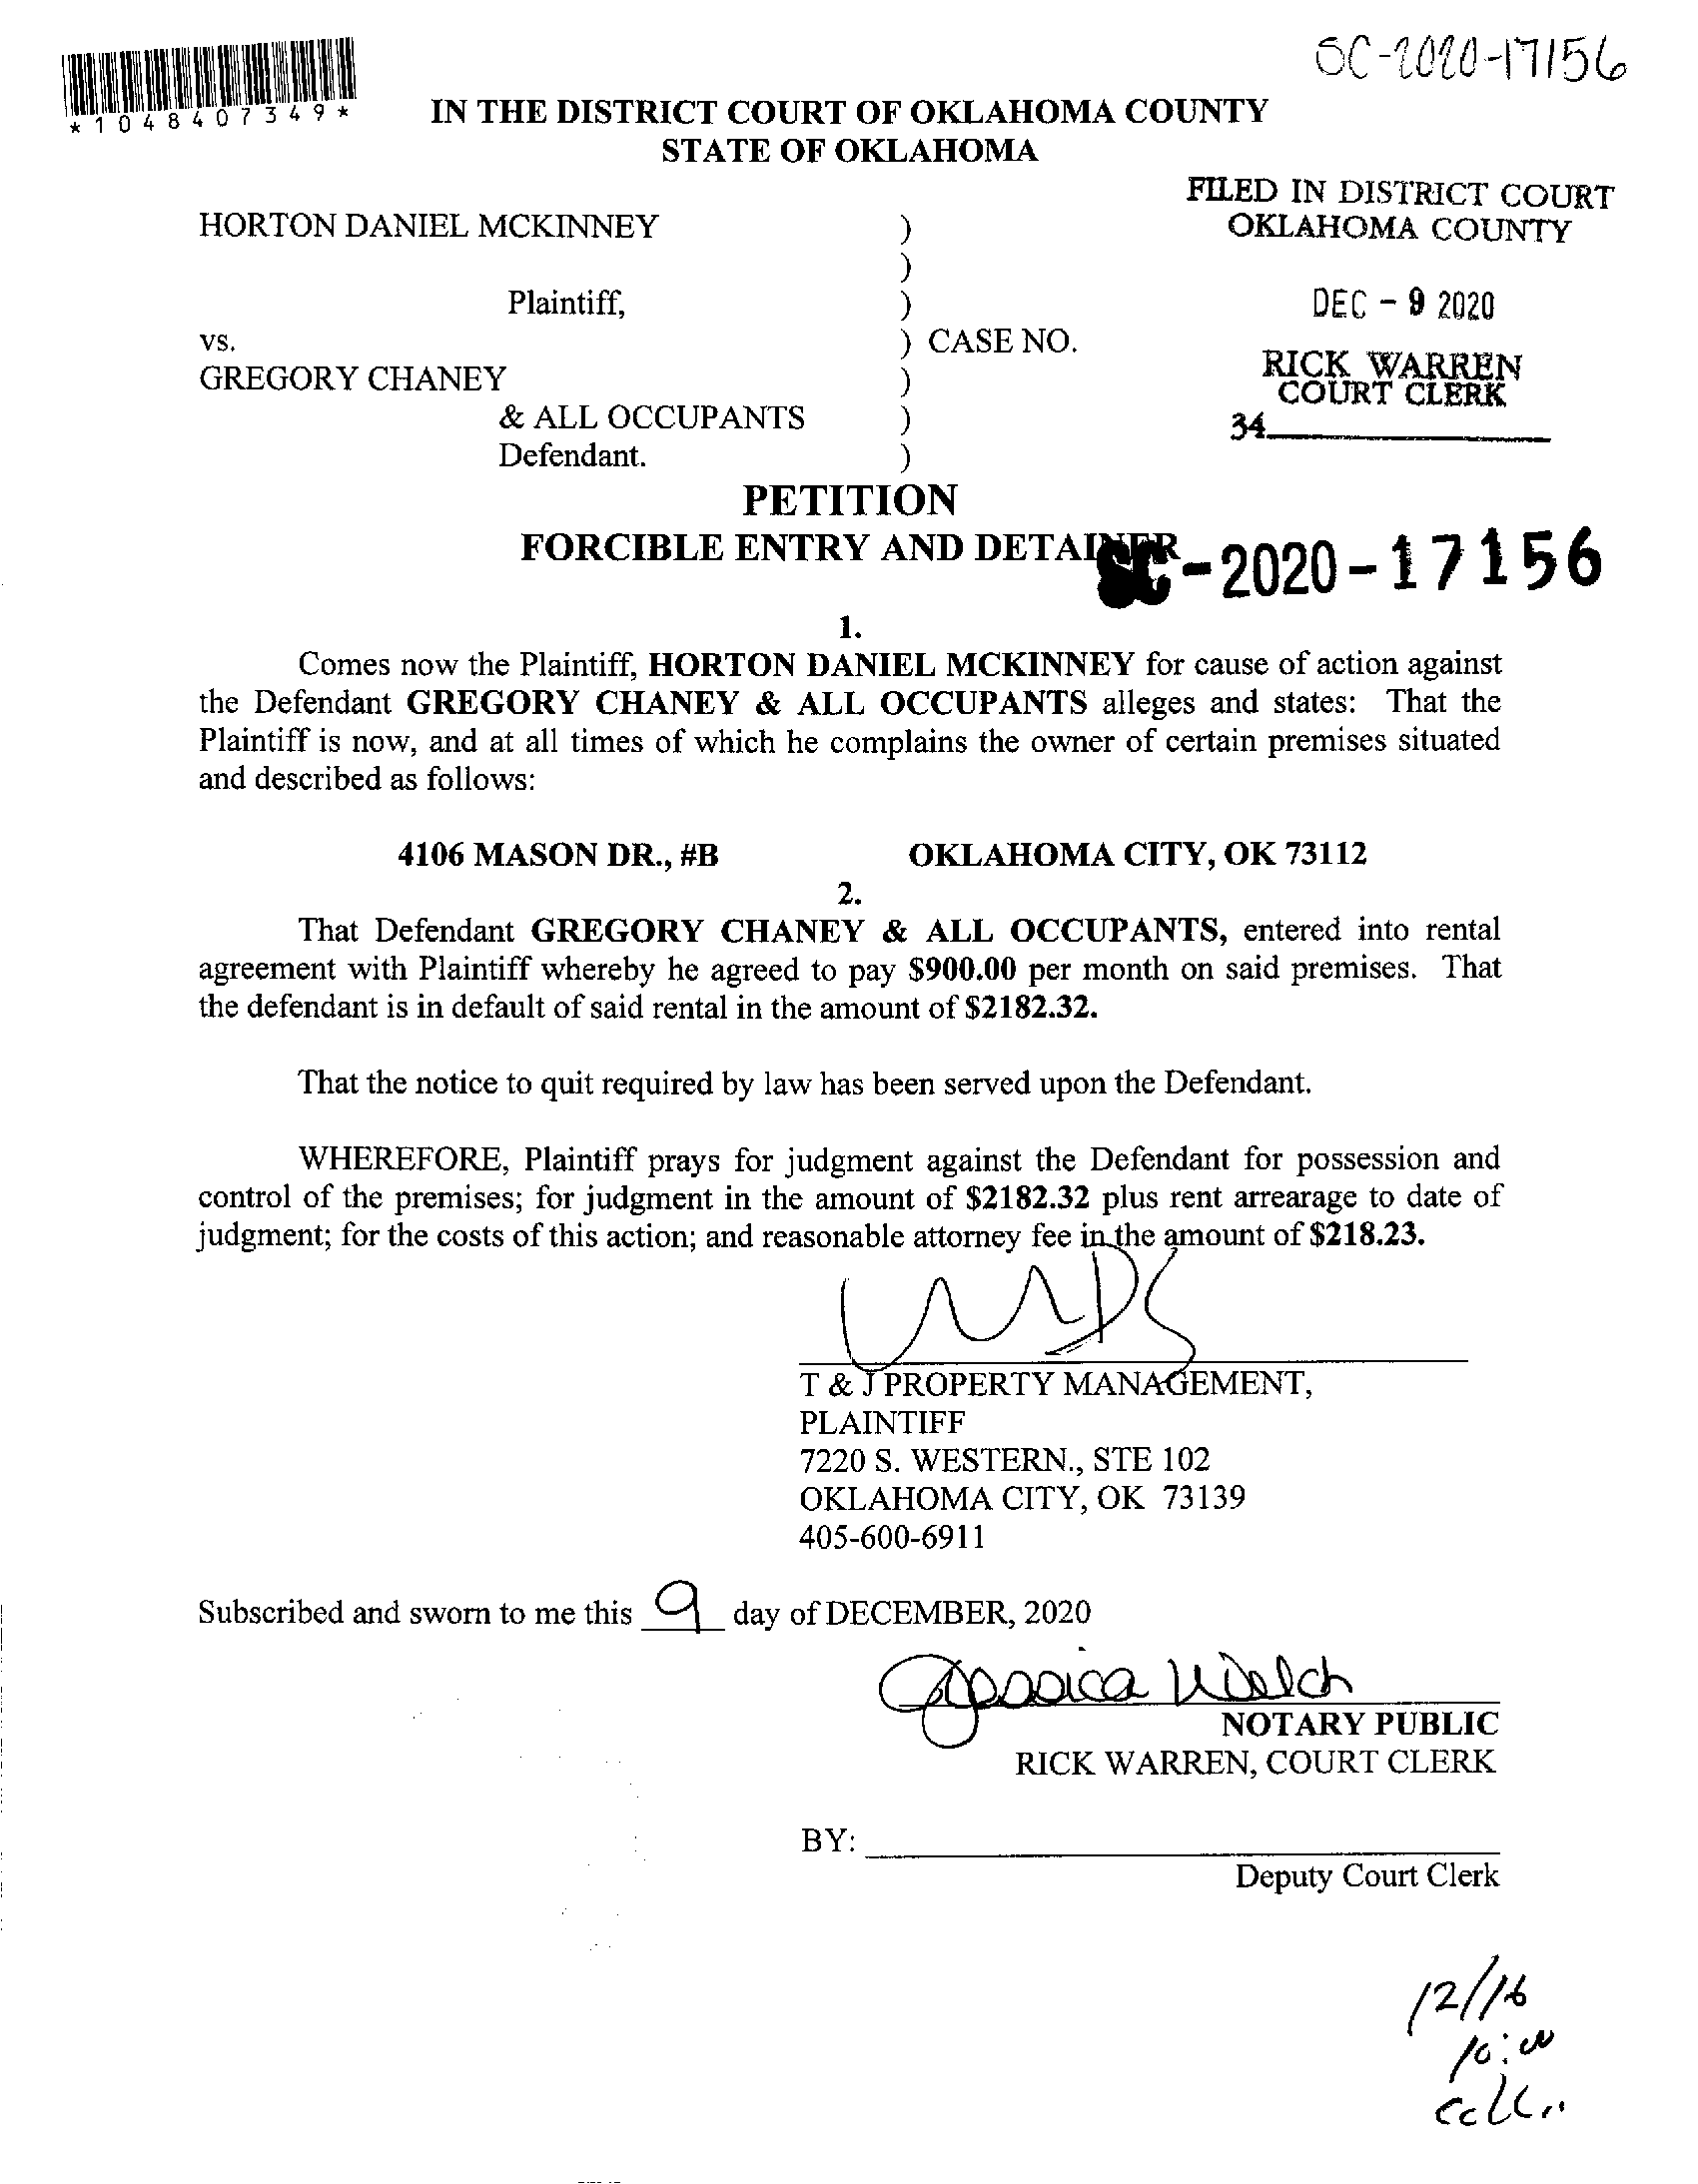 SC-2020-17156
*1048407349*
IN THE DISTRICT COURT OF OKLAHOMA COUNTY
STATE OF OKLAHOMA
FILED IN DISTRICT COURT
OKLAHOMA COUNTY
HORTON DANIEL MCKINNEY )
)
Plaintiff, )
DEC - 9 2020
vs. ) CASE NO.
RICK WARREN
COURT CLERK
GREGORY CHANEY )
& ALL OCCUPANTS )
34
Defendant. )
PETITION
FORCIBLE ENTRY AND DETAINER
SC-2020-17156
1.
Comes now the Plaintiff, HORTON DANIEL MCKINNEY for cause of action against
the Defendant GREGORY CHANEY & ALL OCCUPANTS alleges and states: That the
Plaintiff is now, and at all times of which he complains the owner of certain premises situated
and described as follows:
4106 MASON DR., #B OKLAHOMA CITY, OK 73112
2.
That Defendant GREGORY CHANEY & ALL OCCUPANTS, entered into rental
agreement with Plaintiff whereby he agreed to pay $900.00 per month on said premises. That
the defendant is in default of said rental in the amount of $2182.32.
That the notice to quit required by law has been served upon the Defendant.
WHEREFORE, Plaintiff prays for judgment against the Defendant for possession and
control of the premises; for judgment in the amount of $2182.32 plus rent arrearage to date of
judgment; for the costs of this action; and reasonable attorney fee in the amount of $218.23.
T & J PROPERTY MANAGEMENT,
PLAINTIFF
7220 S. WESTERN., STE 102
OKLAHOMA CITY, OK 73139
405-600-6911
Subscribed and sworn to me this 9 day of DECEMBER, 2020
Jessica Welch
NOTARY PUBLIC
RICK WARREN, COURT CLERK
BY:
Deputy Court Clerk
12/16
10:00